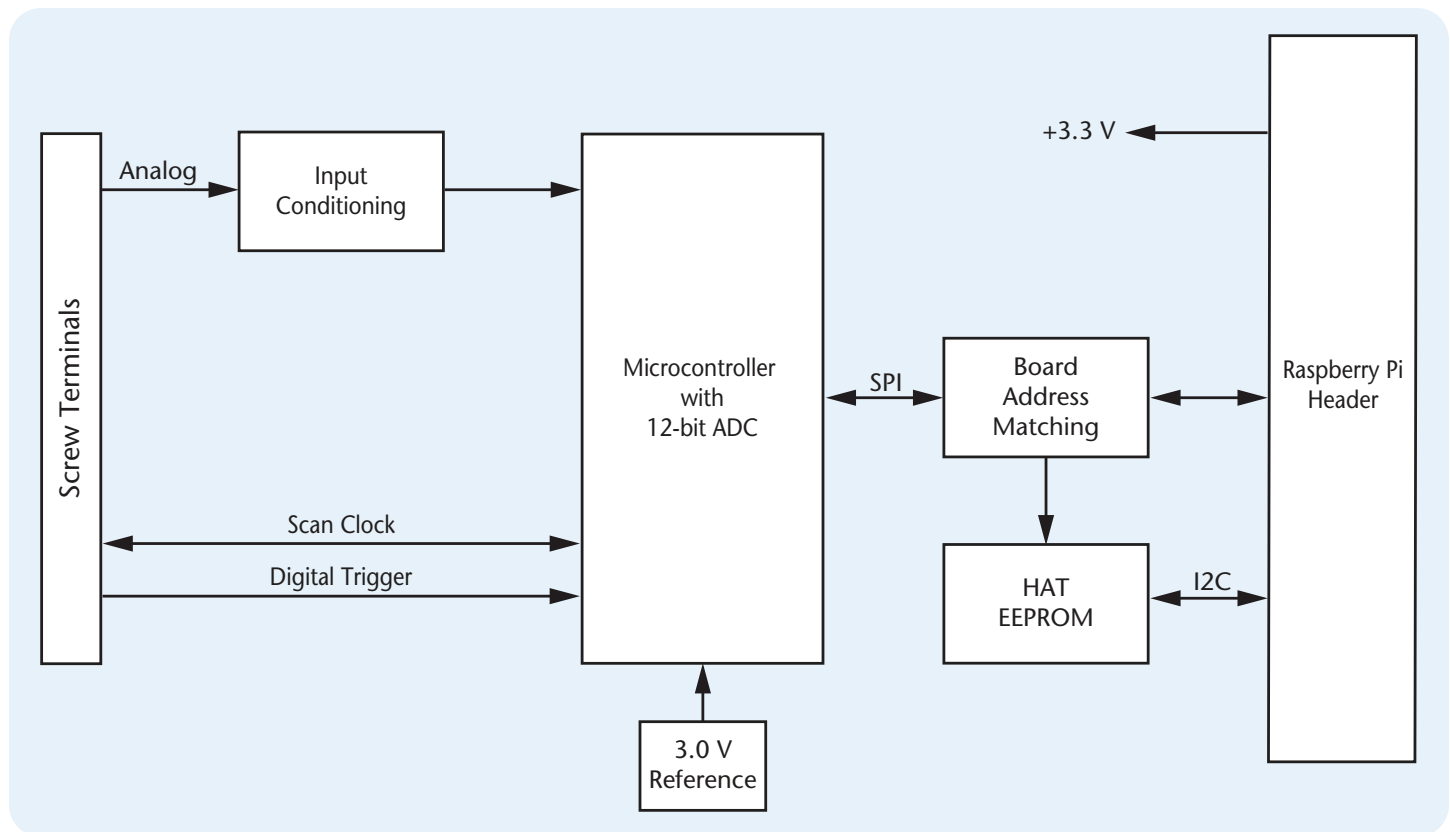 Screw Terminals
Analog
Input
Conditioning
Scan Clock
Digital Trigger
Microcontroller
with
12-bit ADC
3.0 V
Reference
SPI
Board
Address
Matching
HAT
EEPROM
I2C
+3.3 V
Raspberry Pi
Header